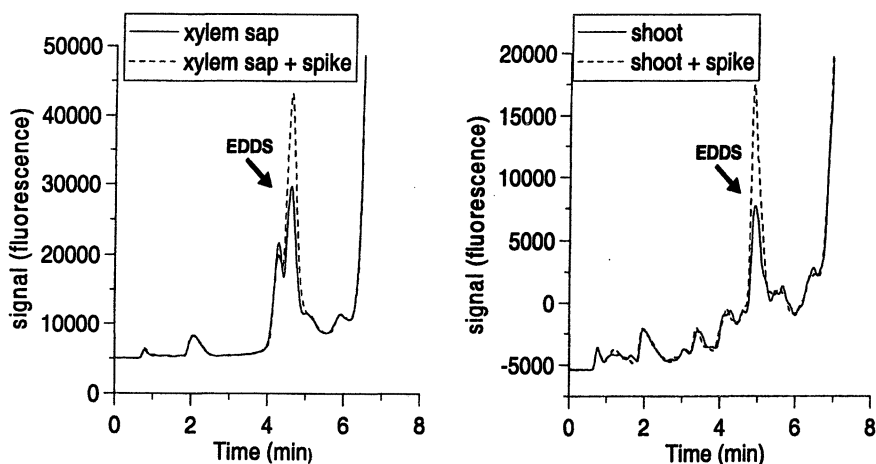 xylem sap
xylem sap + spike
50000
40000
30000
20000
10000
0
signal (fluorescence)
EDDS
0
2
4
6
8
Time (min)
shoot
shoot + spike
20000
15000
10000
5000
0
-5000
signal (fluorescence)
EDDS
0
2
4
6
8
Time (min)